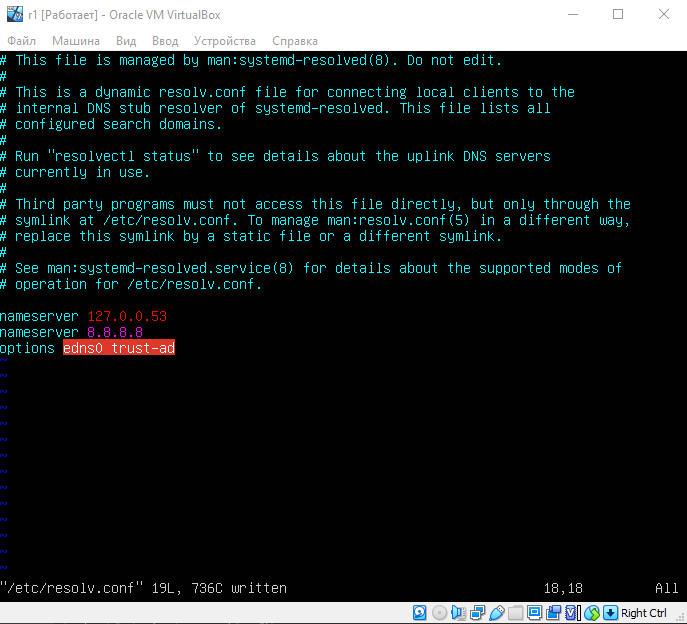 r1 [Работает] - Oracle VM VirtualBox
Файл Машина Вид Ввод Устройства Справка
# This file is managed by man:systemd-resolved(8). Do not edit.
#
# This is a dynamic resolv.conf file for connecting local clients to the
# internal DNS stub resolver of systemd-resolved. This file lists all
# configured search domains.
#
# Run "resolvectl status" to see details about the uplink DNS servers
# currently in use.
#
# Third party programs must not access this file directly, but only through the
# symlink at /etc/resolv.conf. To manage man:resolv.conf(5) in a different way,
# replace this symlink by a static file or a different symlink.
#
# See man:systemd-resolved.service(8) for details about the supported modes of
# operation for /etc/resolv.conf.
nameserver 127.0.0.53
nameserver 8.8.8.8
options edns0 trust-ad
~
~
~
~
~
~
~
~
~
~
~
~
~
~
"/etc/resolv.conf" 19L, 736C written 18,18 All
Right Ctrl